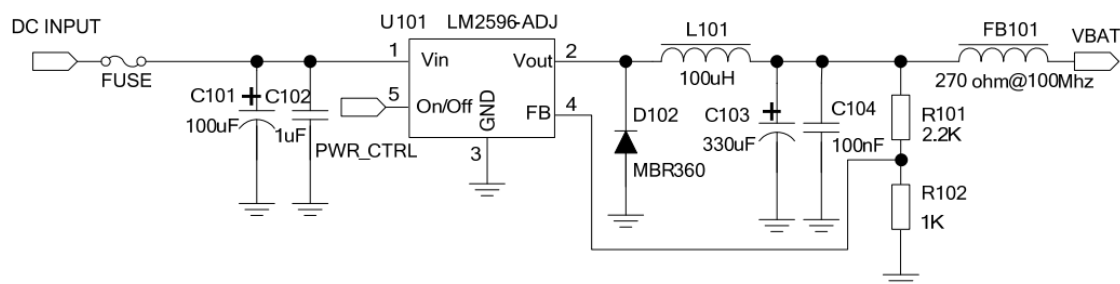 DC INPUT
FUSE
C101
+
100uF
C102
1uF
PWR_CTRL
U101
LM2596-ADJ
1
Vin
5
On/Off
GND
3
Vout
2
FB
4
D102
MBR360
L101
100uH
C103
+
330uF
C104
100nF
R101
2.2K
R102
1K
FB101
270 ohm@100Mhz
VBAT